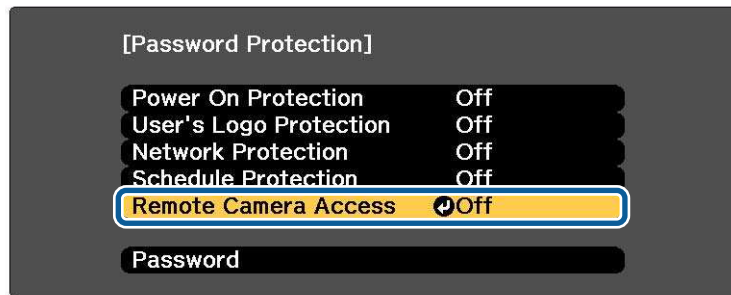 [Password Protection]
Power On Protection Off
User's Logo Protection Off
Network Protection Off
Schedule Protection Off
Remote Camera Access Off
Password